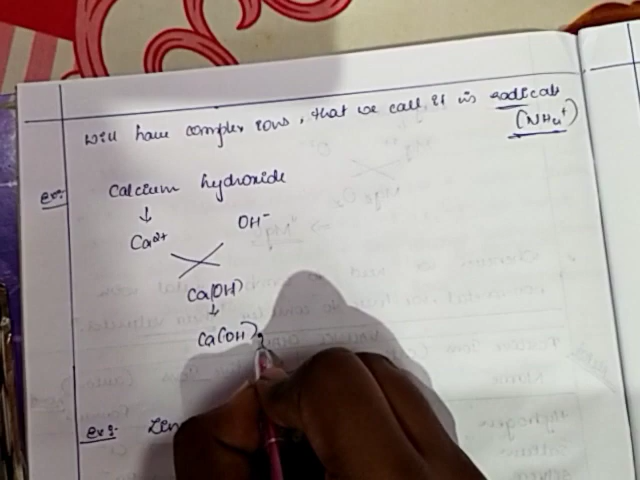 will have complex ions, that we call it is radicals
(NH4+)
ex:
Calcium hydroxide
↓
Ca2+ OH-
Ca(OH)
↓
Ca(OH)2
ex: